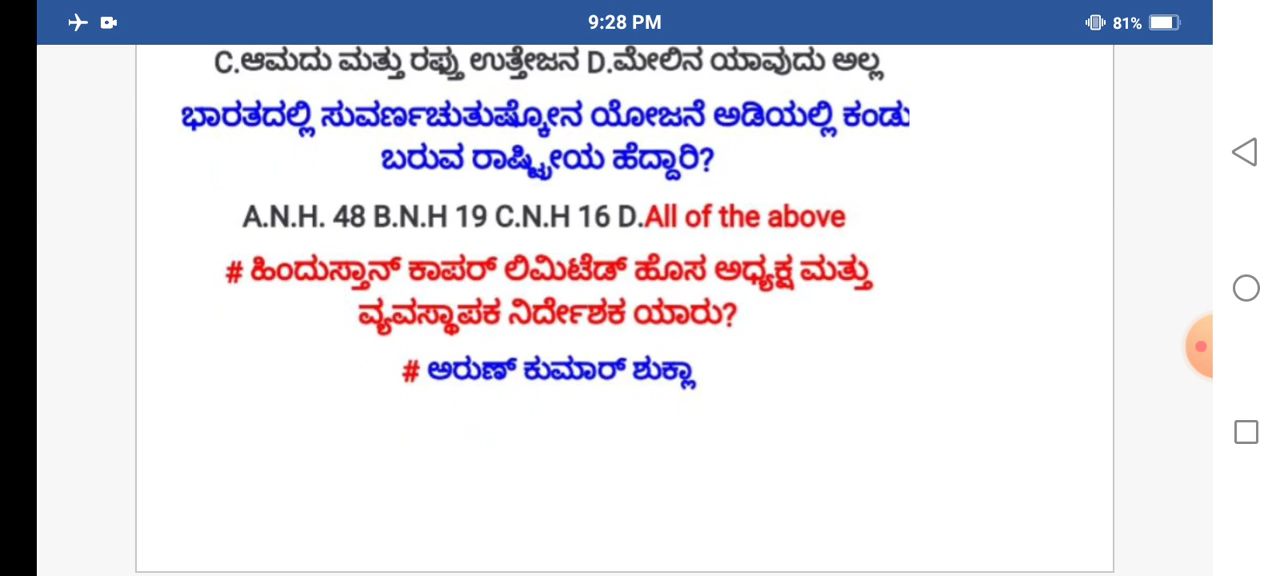 9:28 PM
81%
C.ಆಮದು ಮತ್ತು ರಫ್ತು ಉತ್ತೇಜನ D.ಮೇಲಿನ ಯಾವುದು ಅಲ್ಲ
ಭಾರತದಲ್ಲಿ ಸುವರ್ಣಚುತುಷ್ಕೋನ ಯೋಜನೆ ಅಡಿಯಲ್ಲಿ ಕಂಡು
ಬರುವ ರಾಷ್ಟ್ರೀಯ ಹೆದ್ದಾರಿ?
A.N.H. 48 B.N.H 19 C.N.H 16 D.All of the above
# ಹಿಂದುಸ್ತಾನ್ ಕಾಪರ್ ಲಿಮಿಟೆಡ್ ಹೊಸ ಅಧ್ಯಕ್ಷ ಮತ್ತು
ವ್ಯವಸ್ಥಾಪಕ ನಿರ್ದೇಶಕ ಯಾರು?
# ಅರುಣ್ ಕುಮಾರ್ ಶುಕ್ಲಾ